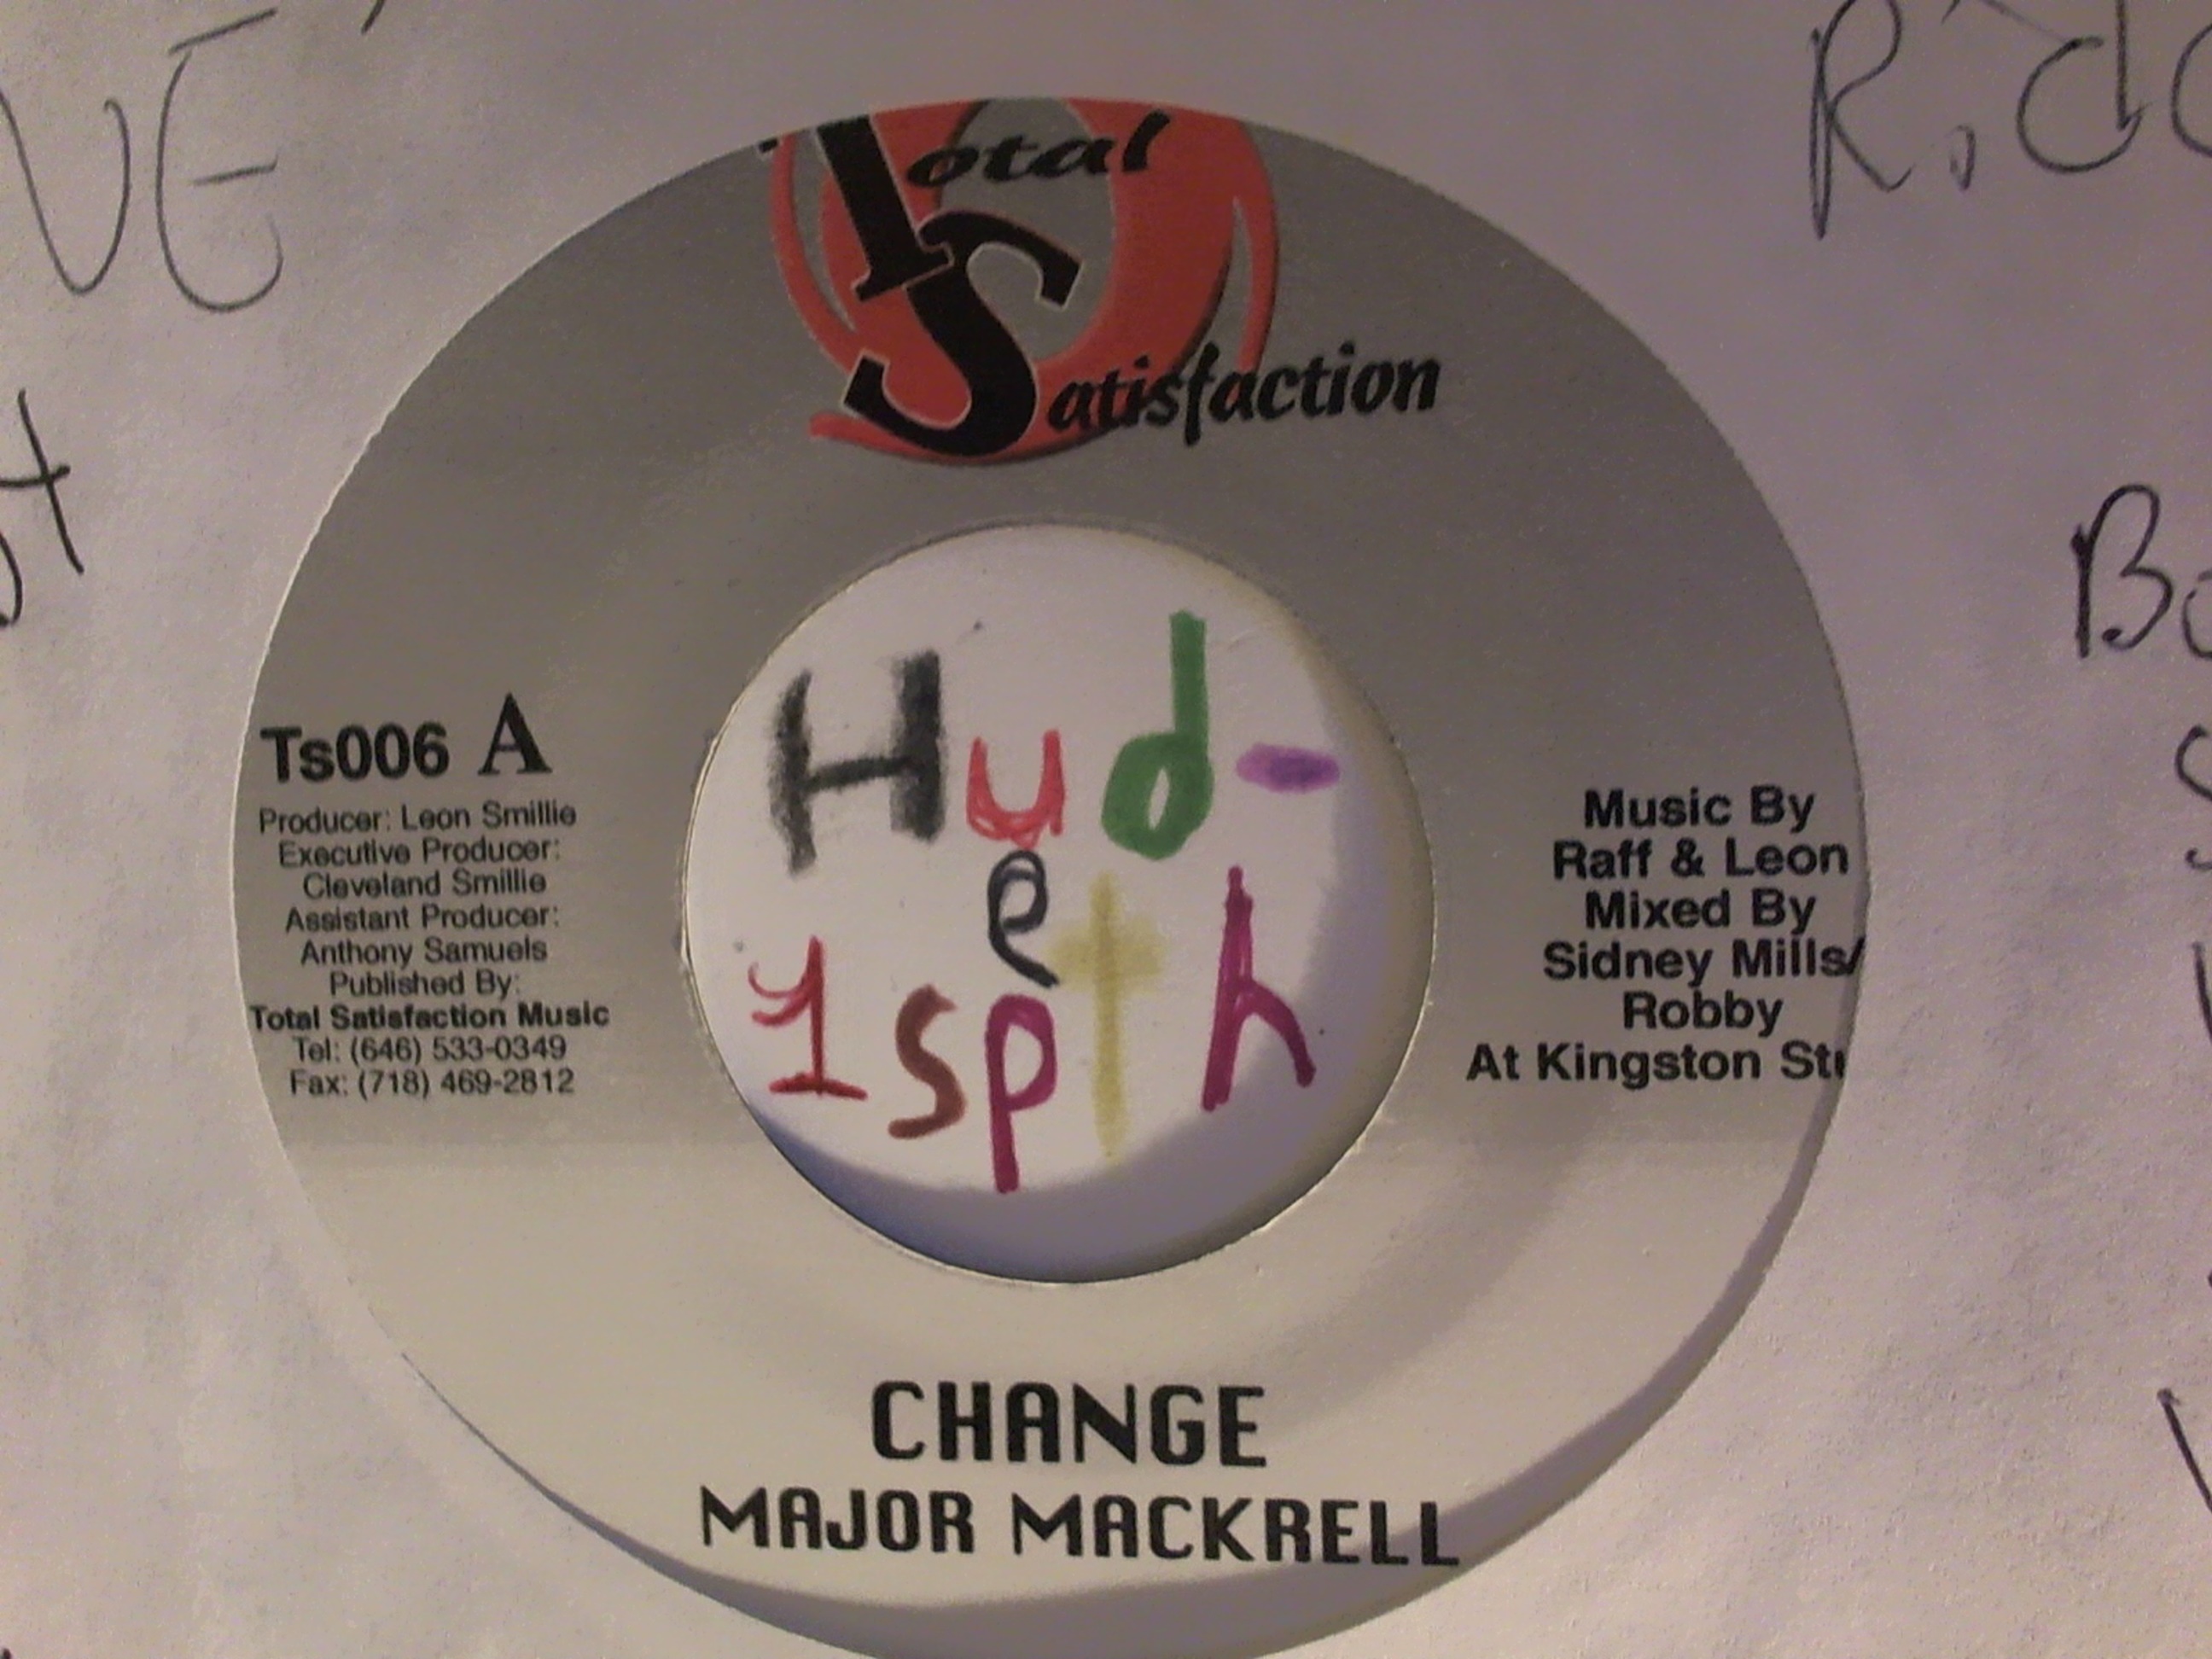 Total
Satisfaction
Ts006 A
Producer: Leon Smillie
Executive Producer:
Cleveland Smillie
Assistant Producer:
Anthony Samuels
Published By:
Total Satisfaction Music
Tel: (646) 533-0349
Fax: (718) 469-2812
Hud-
e
1spth
Music By
Raff & Leon
Mixed By
Sidney Mills/
Robby
At Kingston
CHANGE
MAJOR MACKRELL